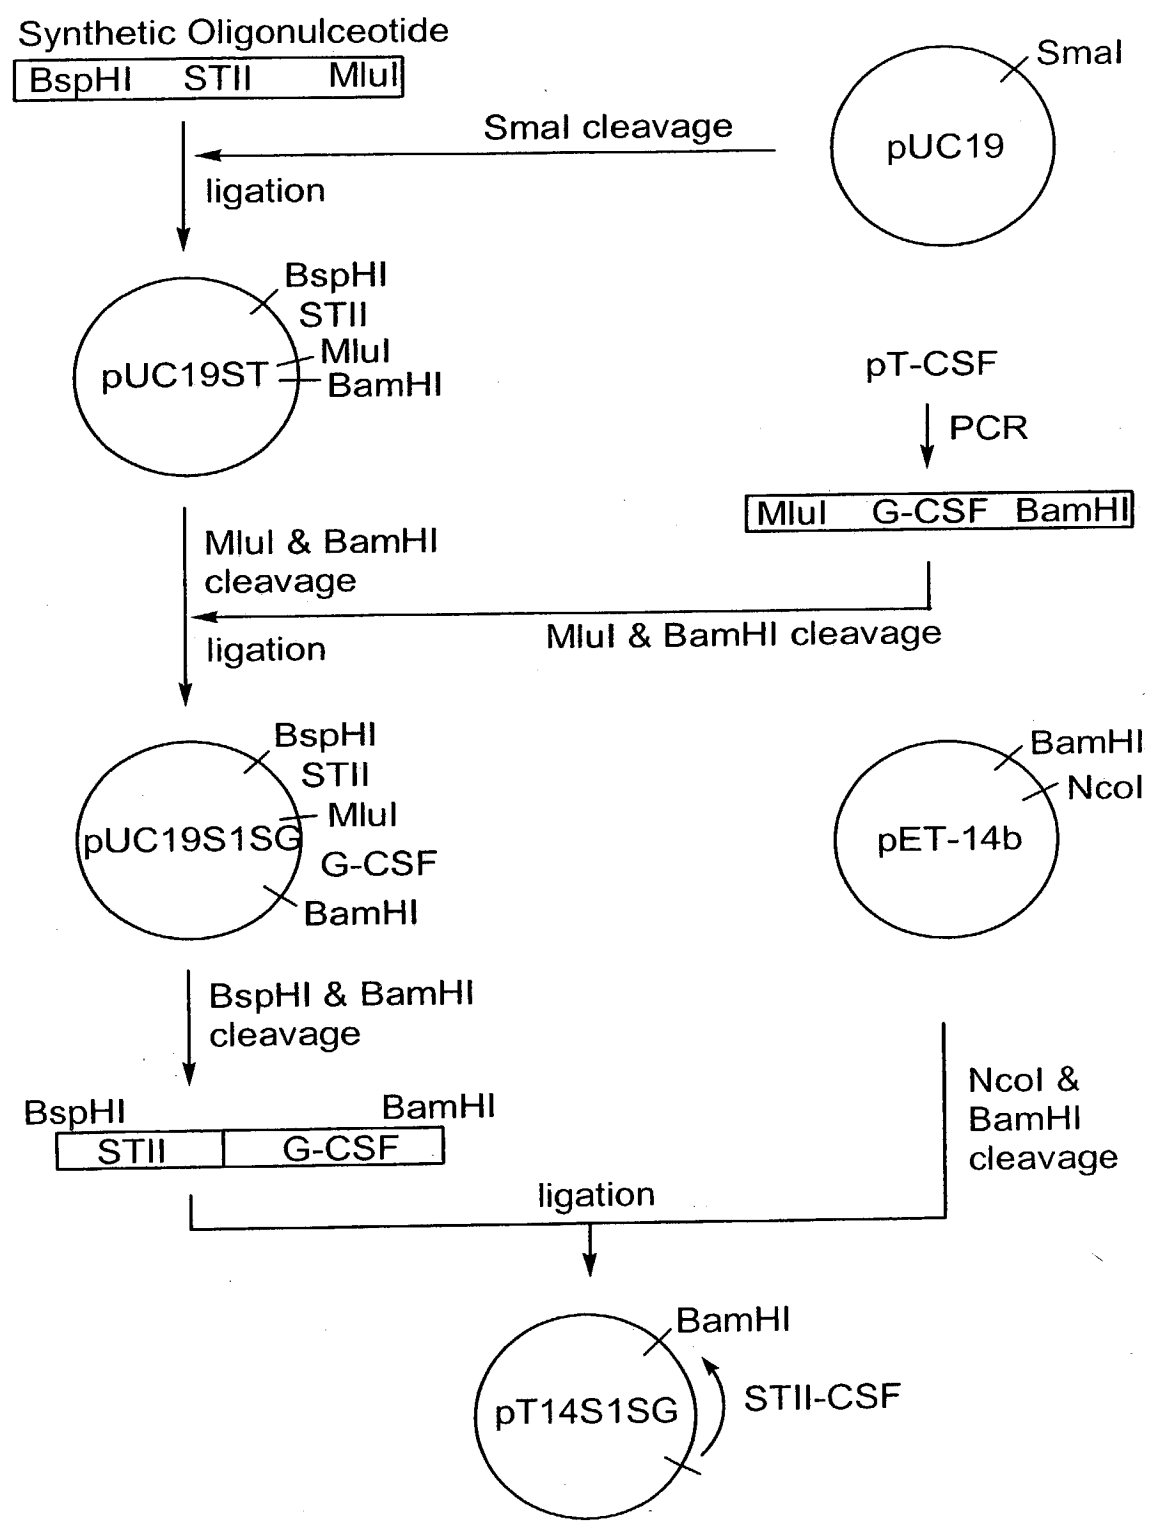 Synthetic Oligonulceotide
BspHI STII MluI
SmaI
pUC19
SmaI cleavage
ligation
BspHI
STII
MluI
BamHI
pUC19ST
pT-CSF
PCR
MluI G-CSF BamHI
MluI & BamHI
cleavage
MluI & BamHI cleavage
ligation
BspHI
STII
MluI
pUC19S1SG
G-CSF
BamHI
BamHI
NcoI
pET-14b
BspHI & BamHI
cleavage
BspHI BamHI
STII G-CSF
NcoI &
BamHI
cleavage
ligation
BamHI
STII-CSF
pT14S1SG